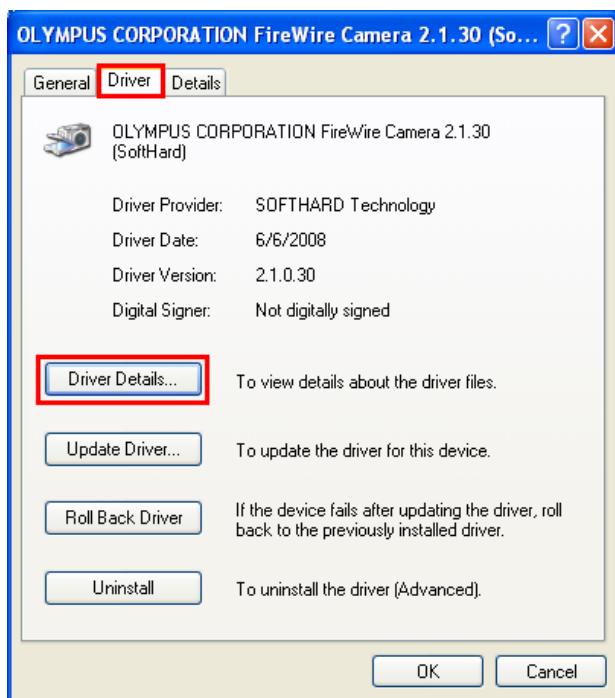 OLYMPUS CORPORATION FireWire Camera 2.1.30 (So...
General Driver Details
OLYMPUS CORPORATION FireWire Camera 2.1.30
(SoftHard)
Driver Provider: SOFTHARD Technology
Driver Date: 6/6/2008
Driver Version: 2.1.0.30
Digital Signer: Not digitally signed
Driver Details... To view details about the driver files.
Update Driver... To update the driver for this device.
Roll Back Driver If the device fails after updating the driver, roll
back to the previously installed driver.
Uninstall To uninstall the driver (Advanced).
OK Cancel